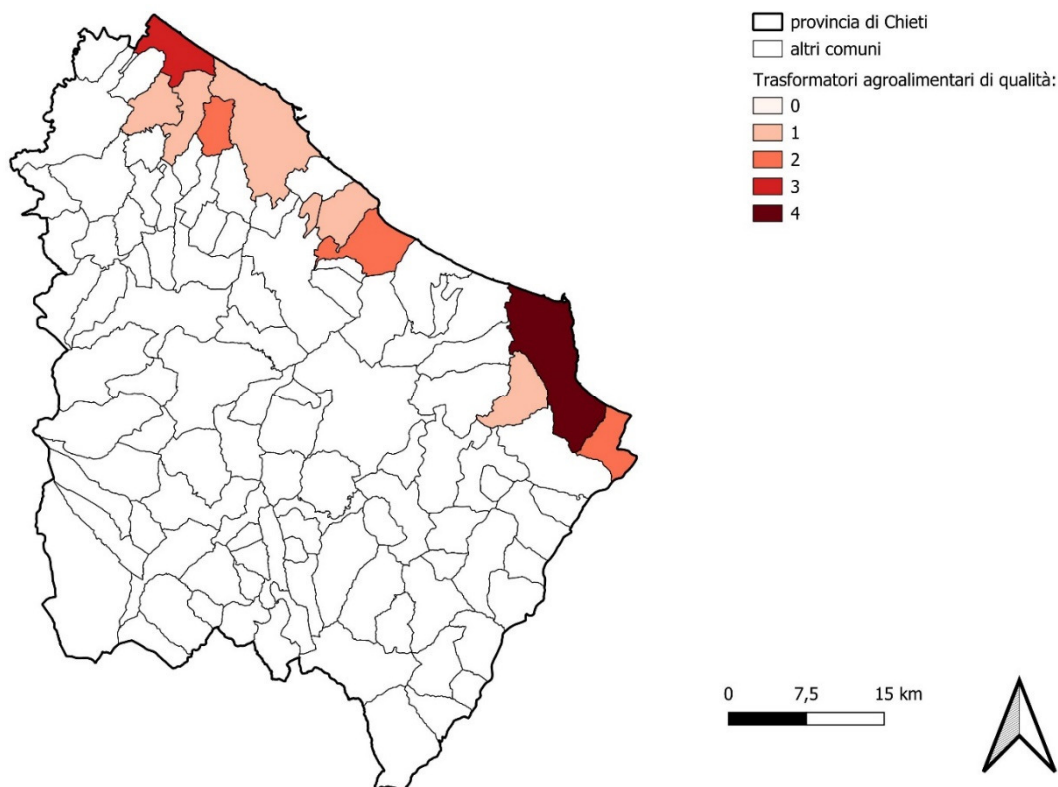 provincia di Chieti
altri comuni
Trasformatori agroalimentari di qualità:
0
1
2
3
4
0 7,5 15 km